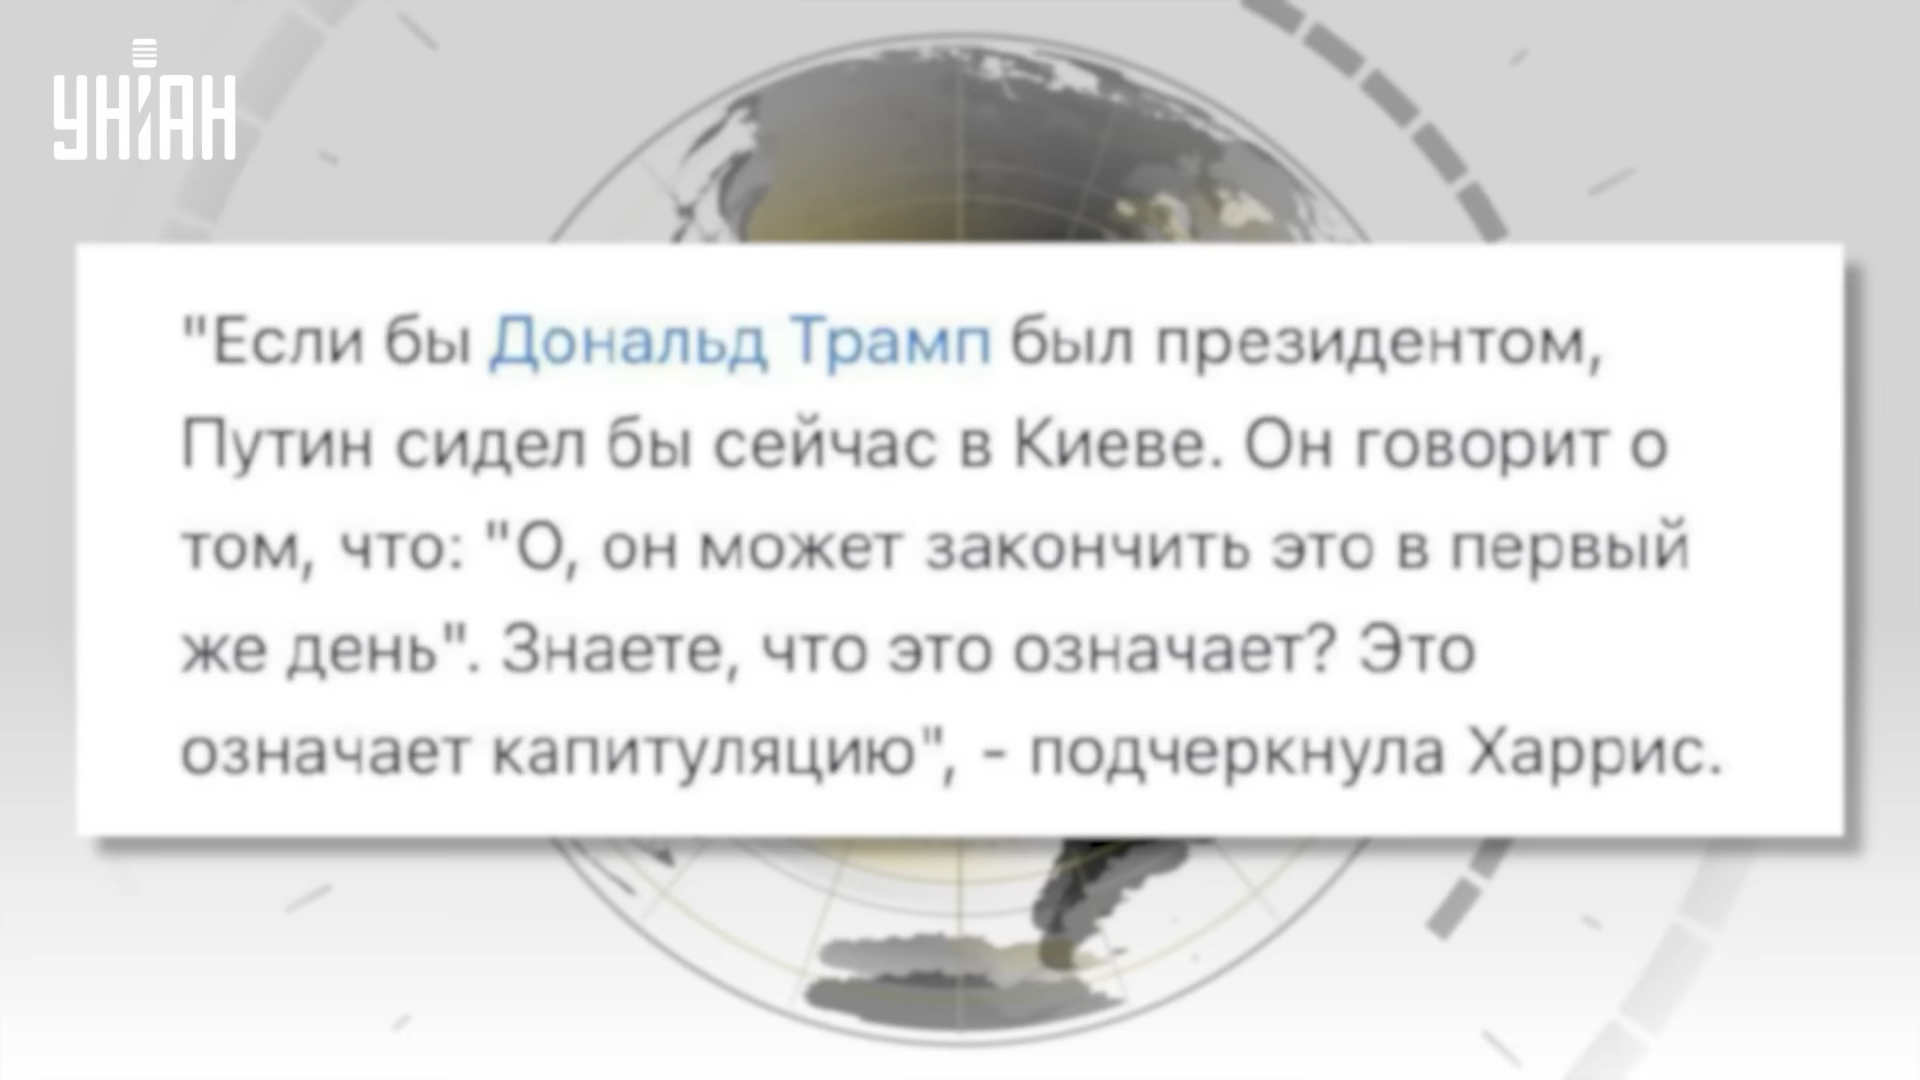 УНІАН
"Если бы Дональд Трамп был президентом,
Путин сидел бы сейчас в Киеве. Он говорит о
том, что: "О, он может закончить это в первый
же день". Знаете, что это означает? Это
означает капитуляцию", - подчеркнула Харрис.